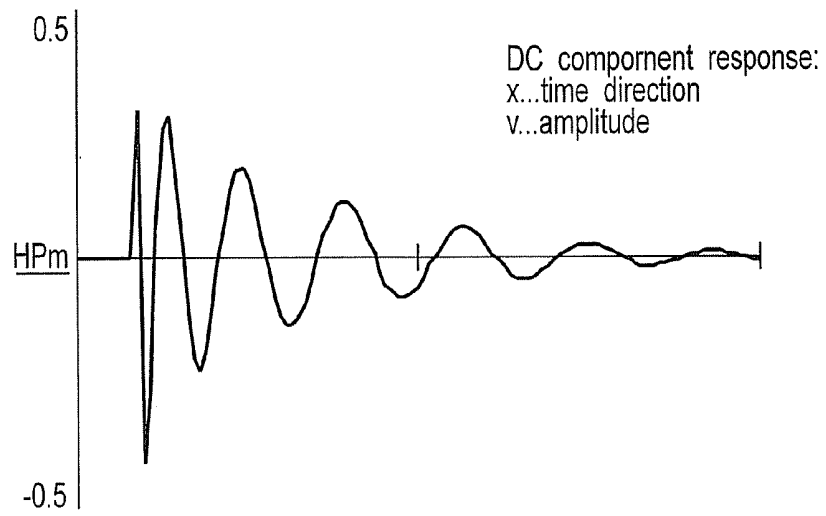 0.5
DC compornent response:
x...time direction
v...amplitude
HPm
-0.5